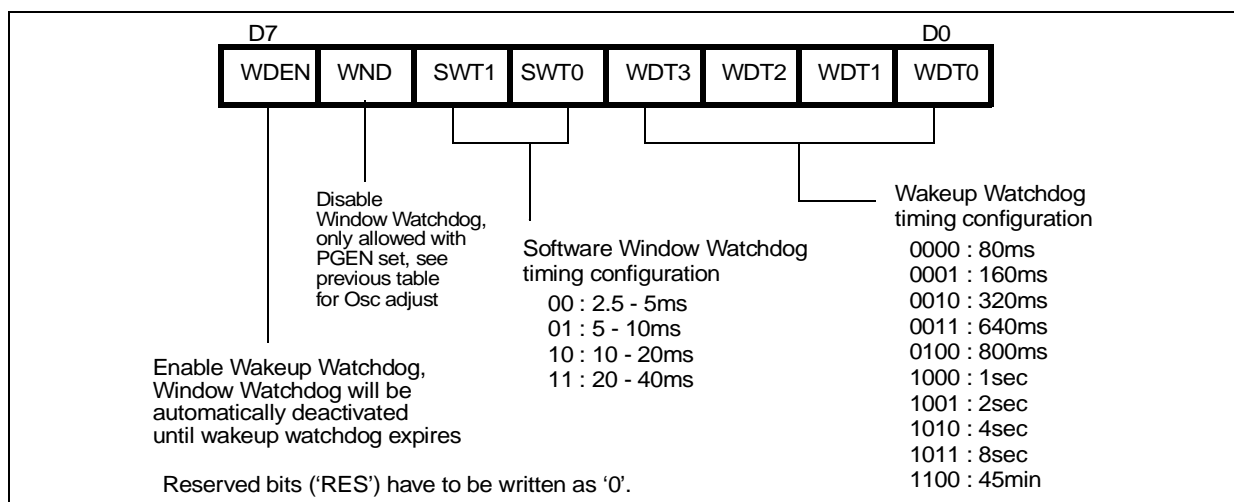 D7 D0
WDEN WND SWT1 SWT0 WDT3 WDT2 WDT1 WDT0
Disable
Window Watchdog,
only allowed with
PGEN set, see
previous table
for Osc adjust
Enable Wakeup Watchdog,
Window Watchdog will be
automatically deactivated
until wakeup watchdog expires
Software Window Watchdog
timing configuration
00 : 2.5 - 5ms
01 : 5 - 10ms
10 : 10 - 20ms
11 : 20 - 40ms
Wakeup Watchdog
timing configuration
0000 : 80ms
0001 : 160ms
0010 : 320ms
0011 : 640ms
0100 : 800ms
1000 : 1sec
1001 : 2sec
1010 : 4sec
1011 : 8sec
1100 : 45min
Reserved bits (‘RES’) have to be written as ‘0’.